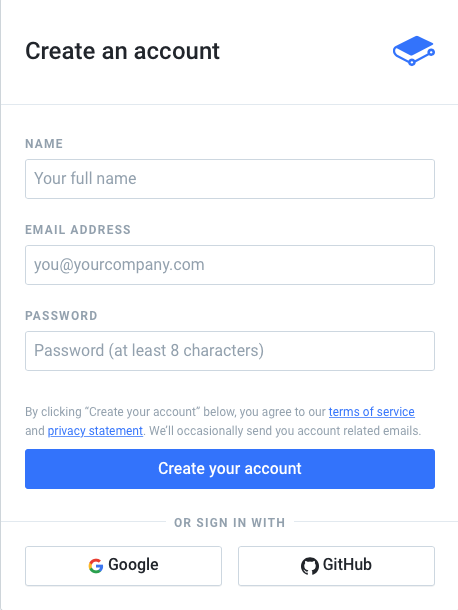 Create an account
NAME
Your full name
EMAIL ADDRESS
you@yourcompany.com
PASSWORD
Password (at least 8 characters)
By clicking “Create your account” below, you agree to our terms of service
and privacy statement. We’ll occasionally send you account related emails.
Create your account
OR SIGN IN WITH
Google
GitHub